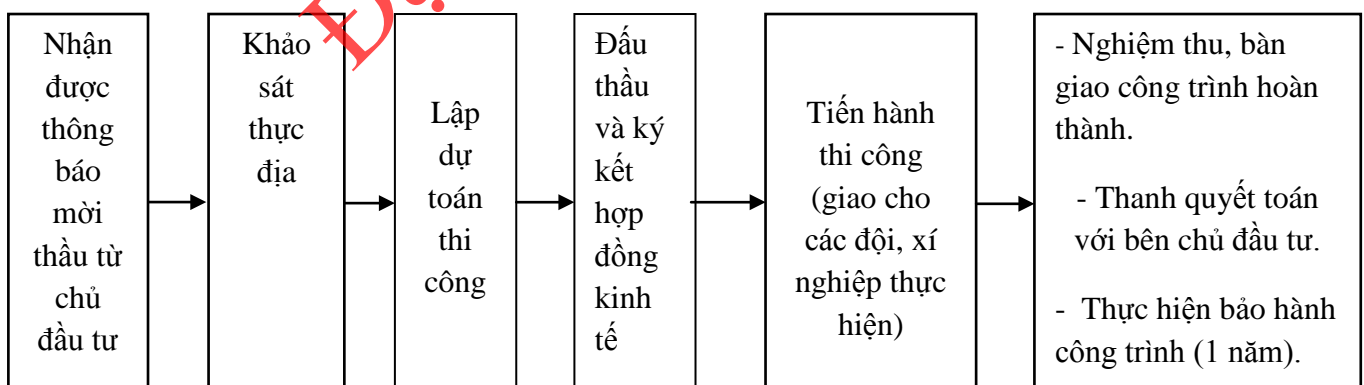 Nhận
được
thông
báo
mời
thầu từ
chủ
đầu tư
Khảo
sát
thực
địa
Lập
dự
toán
thi
công
Đấu
thầu
và ký
kết
hợp
đồng
kinh
tế
Tiến hành
thi công
(giao cho
các đội, xí
nghiệp thực
hiện)
- Nghiệm thu, bàn
giao công trình hoàn
thành.
- Thanh quyết toán
với bên chủ đầu tư.
- Thực hiện bảo hành
công trình (1 năm).